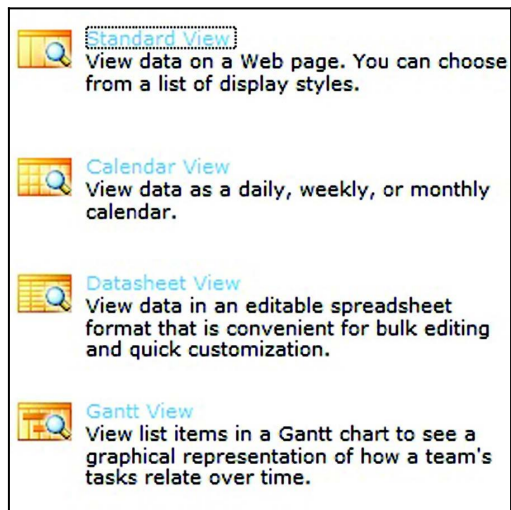 Standard View
View data on a Web page. You can choose
from a list of display styles.
Calendar View
View data as a daily, weekly, or monthly
calendar.
Datasheet View
View data in an editable spreadsheet
format that is convenient for bulk editing
and quick customization.
Gantt View
View list items in a Gantt chart to see a
graphical representation of how a team's
tasks relate over time.